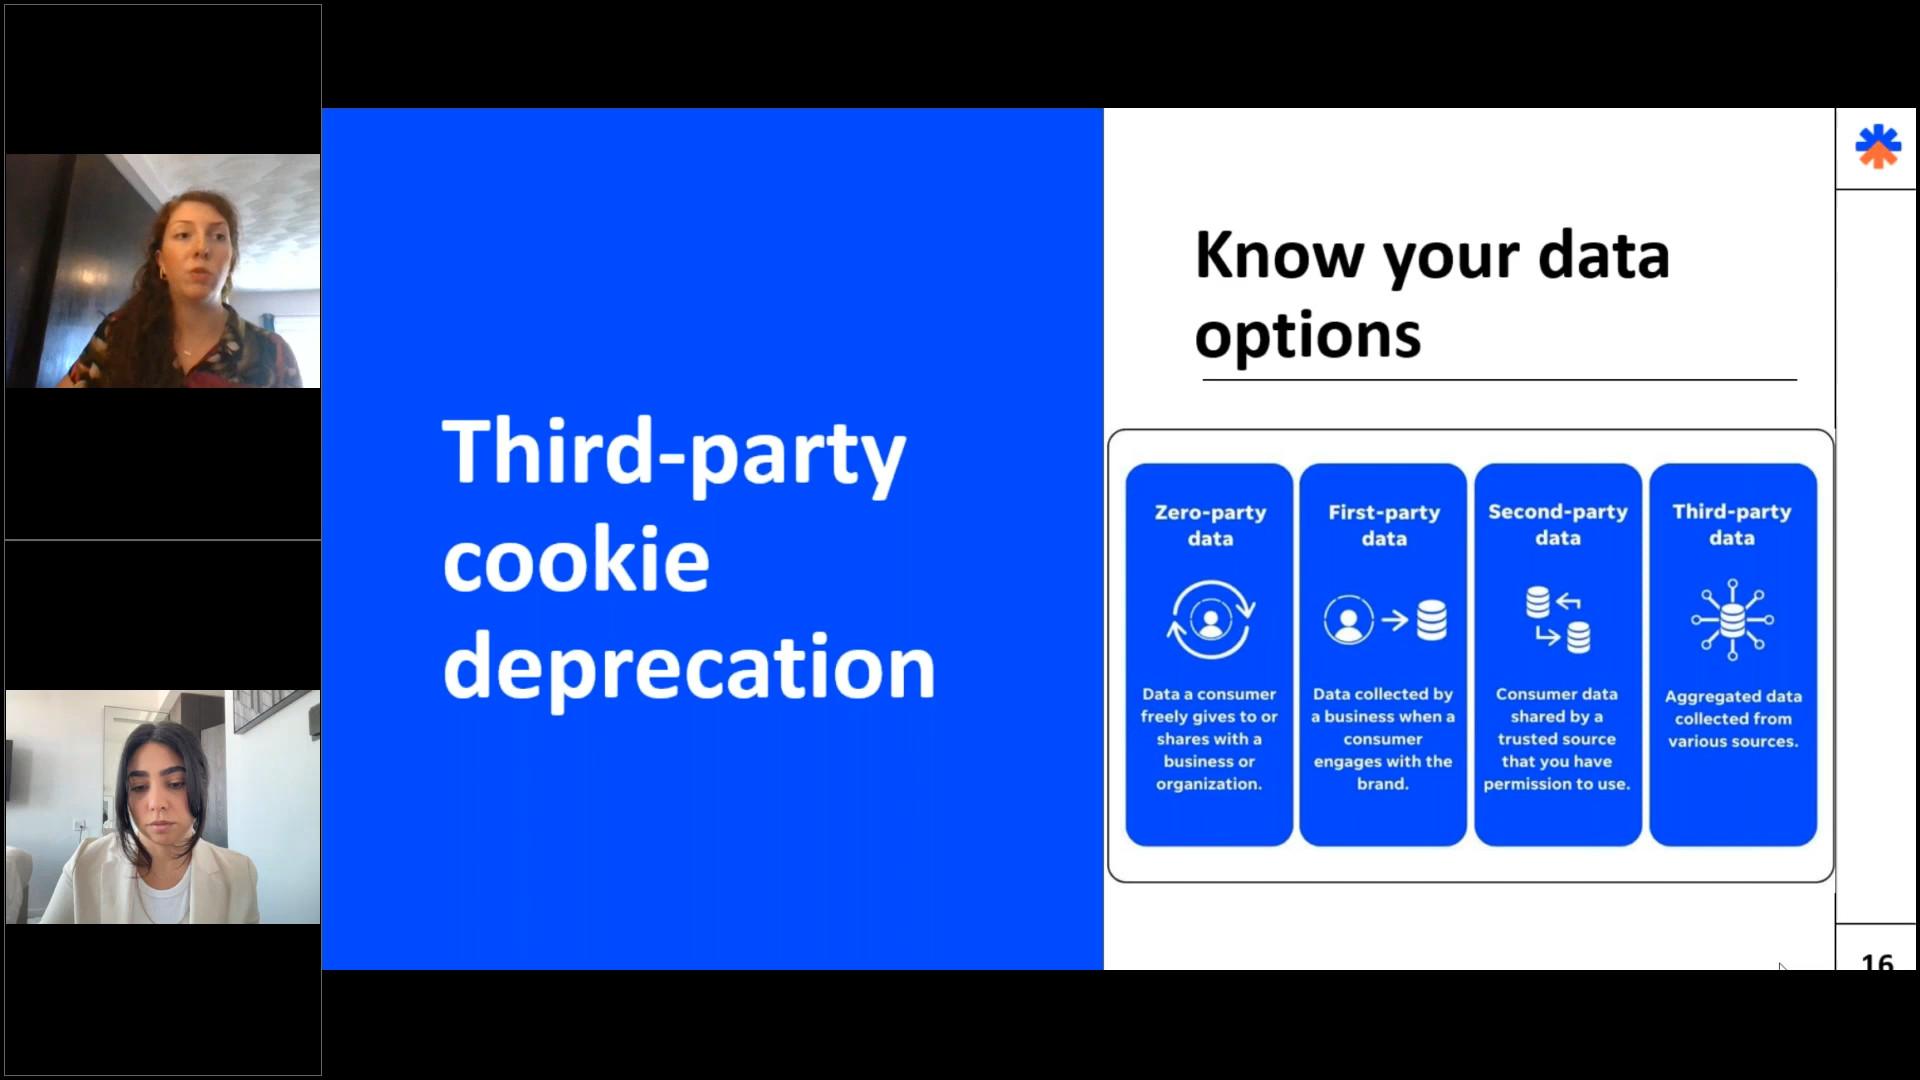 Third-party
cookie
deprecation
Know your data
options
Zero-party
data
Data a consumer
freely gives to or
shares with a
business or
organization.
First-party
data
Data collected by
a business when a
consumer
engages with the
brand.
Second-party
data
Consumer data
shared by a
trusted source
that you have
permission to use.
Third-party
data
Aggregated data
collected from
various sources.
16